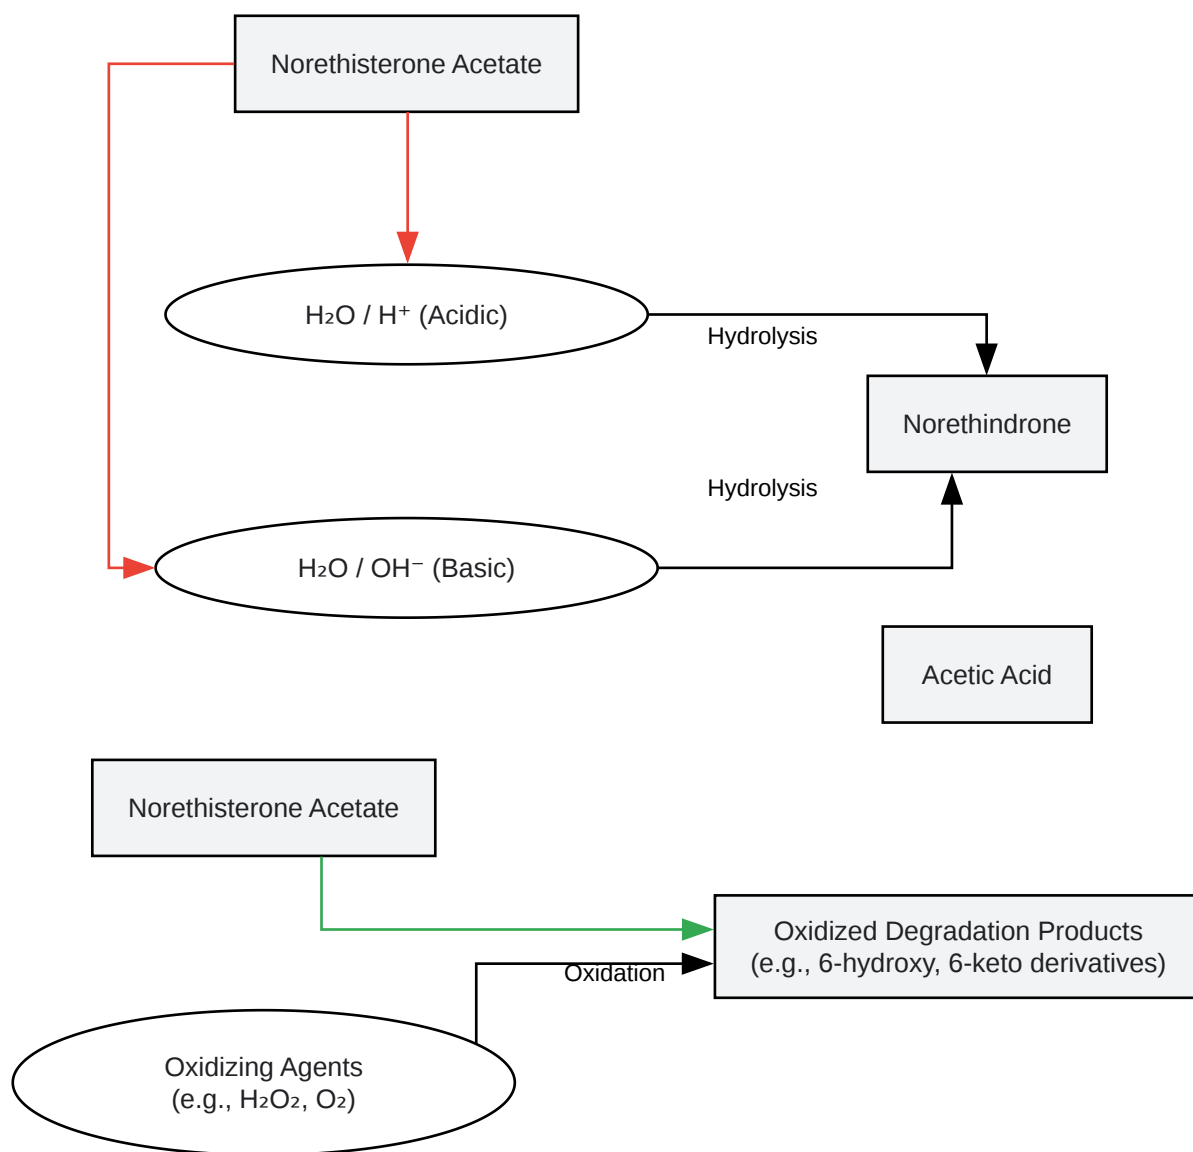 Norethisterone Acetate
H₂O / H⁺ (Acidic)
Hydrolysis
Norethindrone
Hydrolysis
H₂O / OH⁻ (Basic)
Acetic Acid
Norethisterone Acetate
Oxidized Degradation Products
(e.g., 6-hydroxy, 6-keto derivatives)
Oxidation
Oxidizing Agents
(e.g., H₂O₂, O₂)